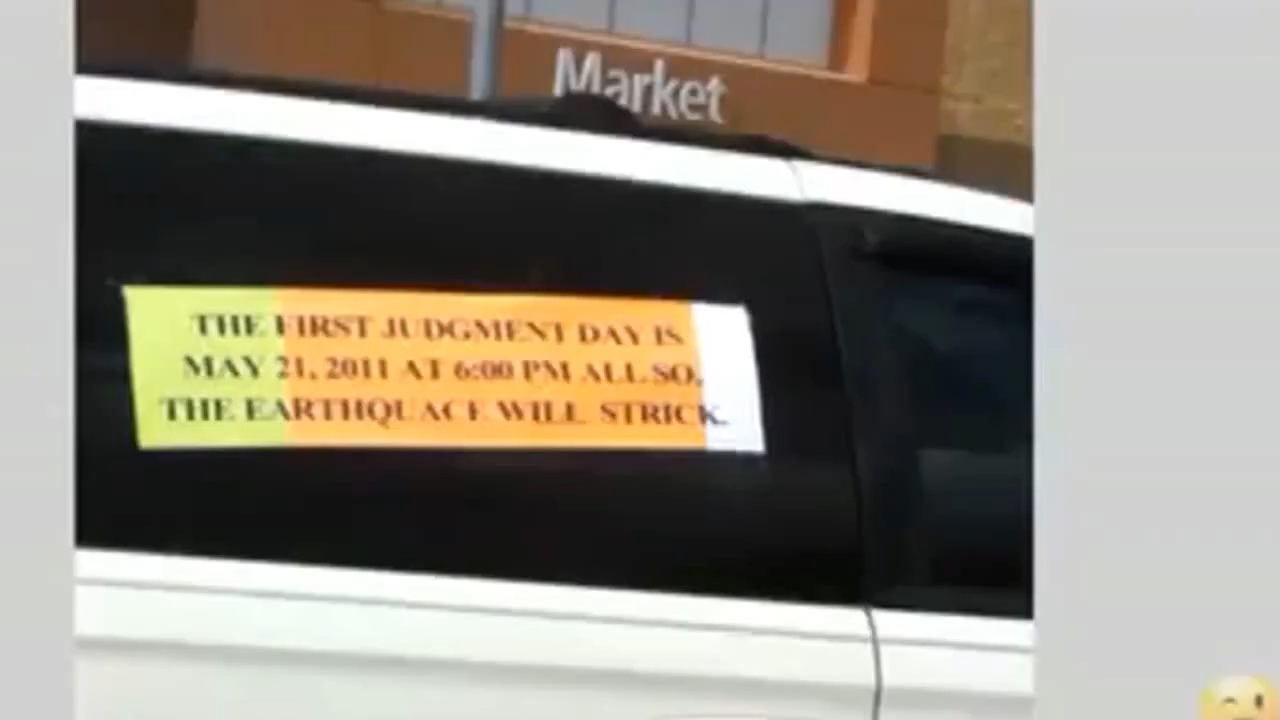 Market
THE FIRST JUDGMENT DAY IS
MAY 21, 2011 AT 6:00 PM ALL SO,
THE EARTHQUACE WILL STRICK.